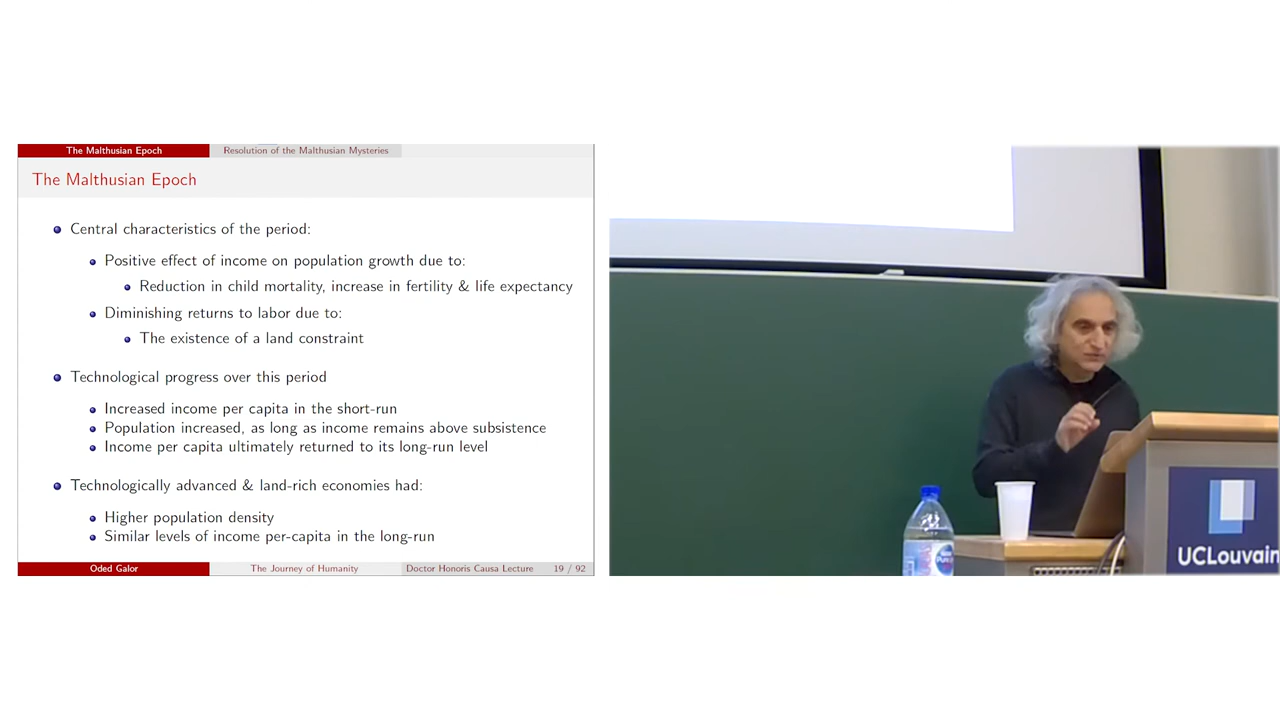 The Malthusian Epoch
Resolution of the Malthusian Mysteries
The Malthusian Epoch
Central characteristics of the period:
Positive effect of income on population growth due to:
Reduction in child mortality, increase in fertility & life expectancy
Diminishing returns to labor due to:
The existence of a land constraint
Technological progress over this period
Increased income per capita in the short-run
Population increased, as long as income remains above subsistence
Income per capita ultimately returned to its long-run level
Technologically advanced & land-rich economies had:
Higher population density
Similar levels of income per-capita in the long-run
Oded Galor
The Journey of Humanity
Doctor Honoris Causa Lecture
19 / 92
UCLouvain